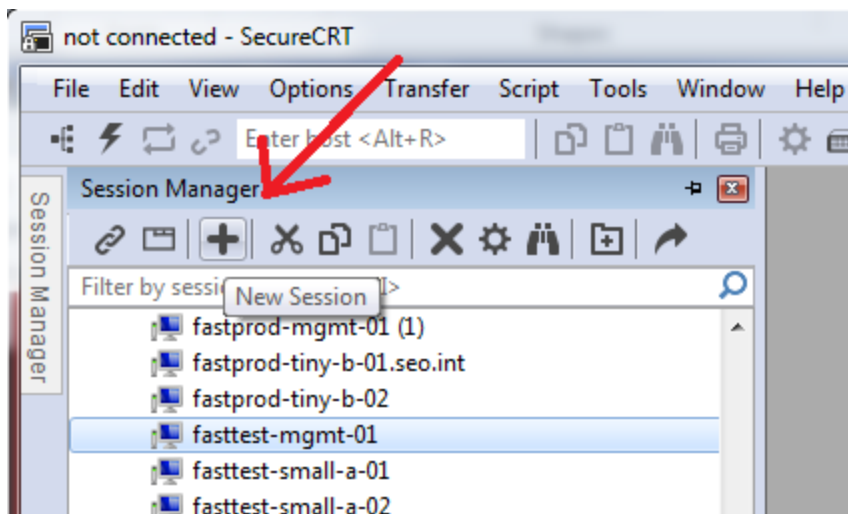 not connected - SecureCRT
File Edit View Options Transfer Script Tools Window Help
Enter host <Alt+R>
Session Manager
Session Manager
Filter by sessi
I>
New Session
fastprod-mgmt-01 (1)
fastprod-tiny-b-01.seo.int
fastprod-tiny-b-02
fasttest-mgmt-01
fasttest-small-a-01
fasttest-small-a-02